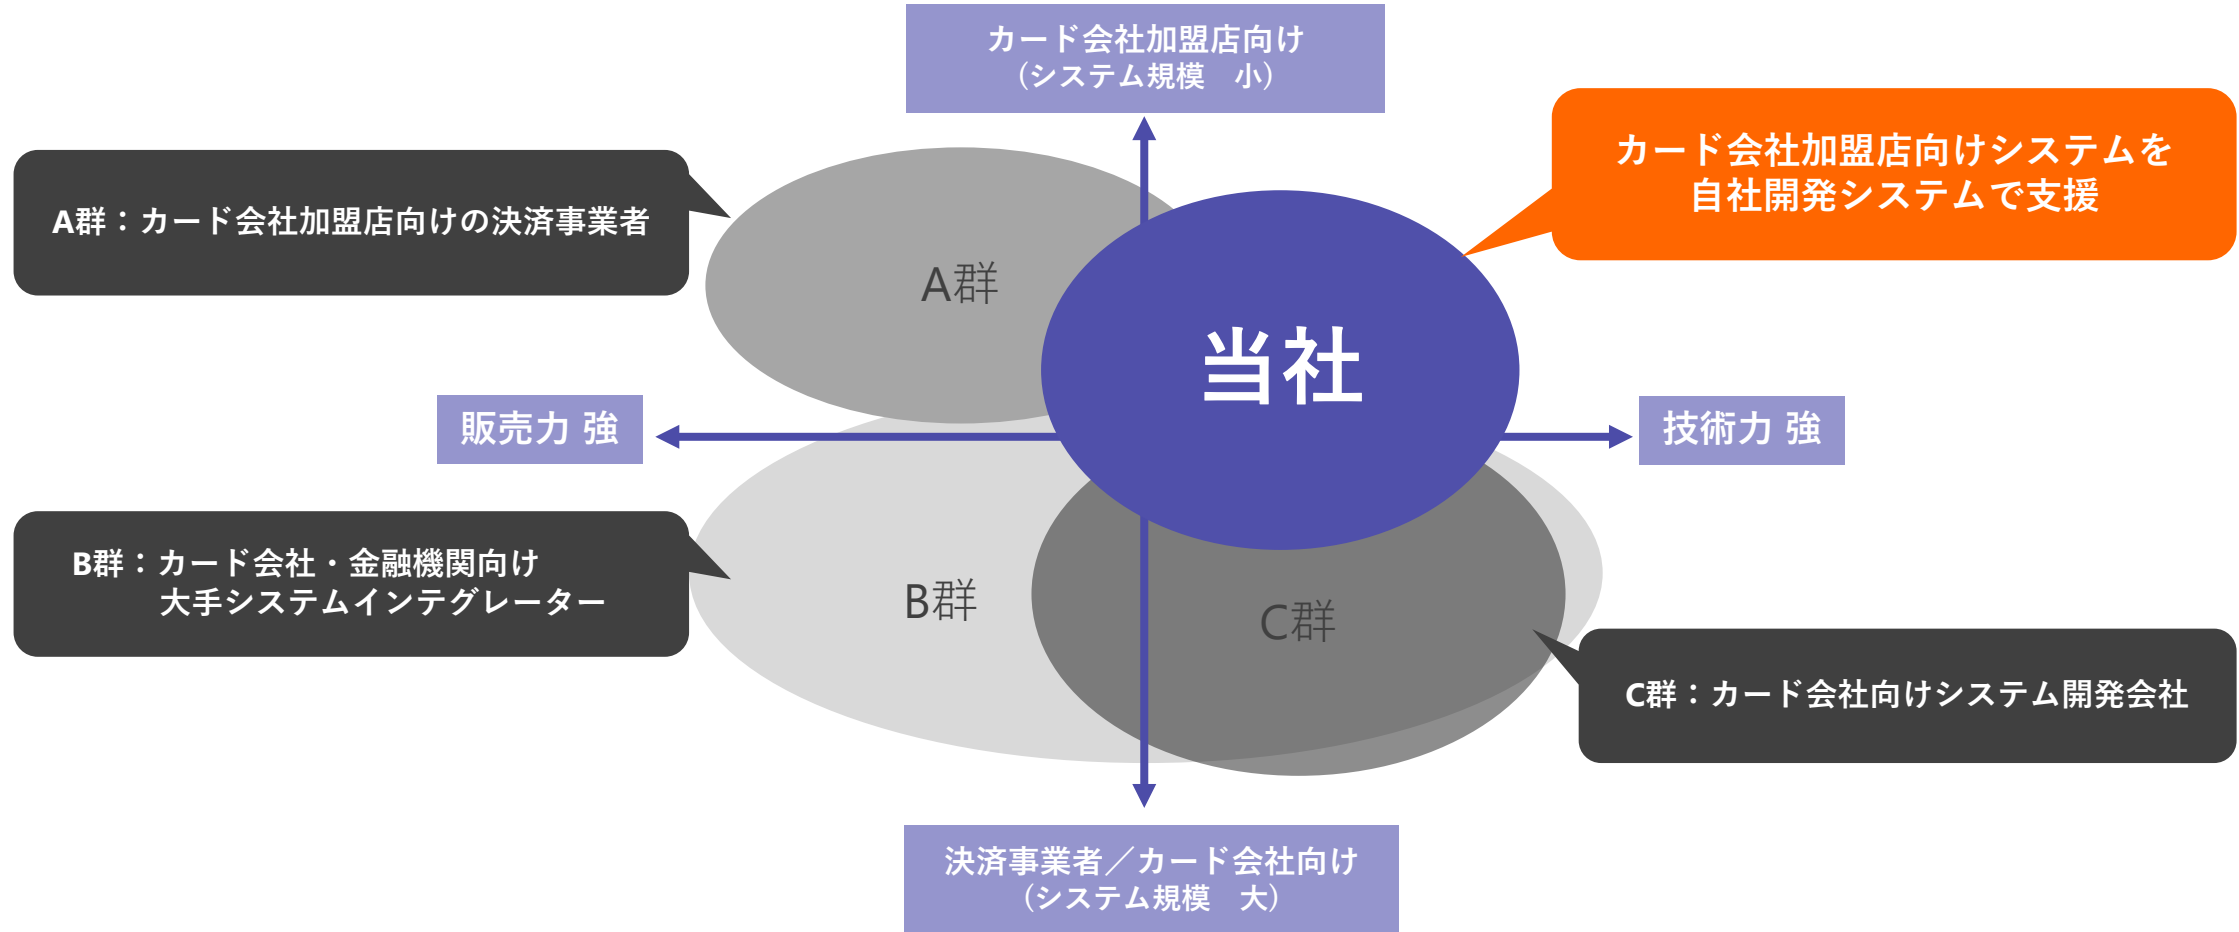 カード会社加盟店向け
（システム規模　小）
カード会社加盟店向けシステムを
自社開発システムで支援
A群：カード会社加盟店向けの決済事業者
A群
当社
販売力 強
技術力 強
B群：カード会社・金融機関向け
大手システムインテグレーター
B群
C群
C群：カード会社向けシステム開発会社
決済事業者／カード会社向け
（システム規模　大）